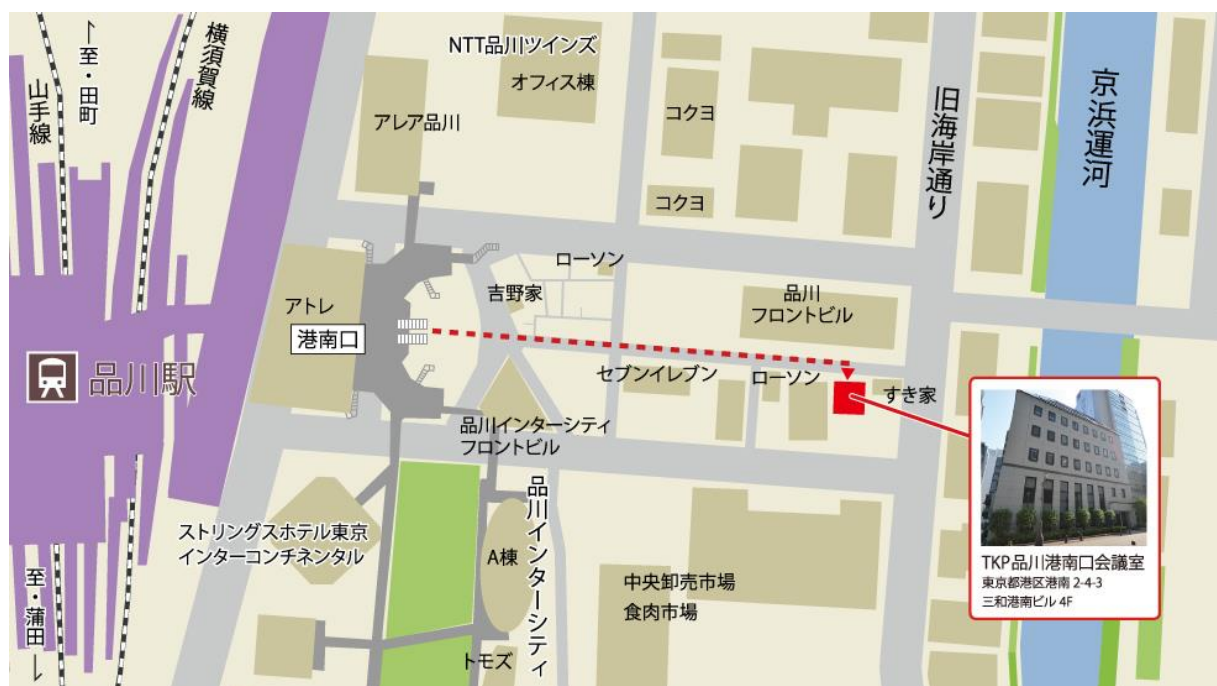 至・田町
山手線
横須賀線
NTT品川ツインズ
オフィス棟
アレア品川
コクヨ
コクヨ
旧海岸通り
京浜運河
ローソン
吉野家
品川
フロントビル
アトレ
港南口
品川駅
セブンイレブン
ローソン
すき家
品川インターシティ
フロントビル
ストリングスホテル東京
インターコンチネンタル
A棟
品川インターシティ
中央卸売市場
食肉市場
トモズ
至・蒲田
TKP品川港南口会議室
東京都港区港南 2-4-3
三和港南ビル 4F